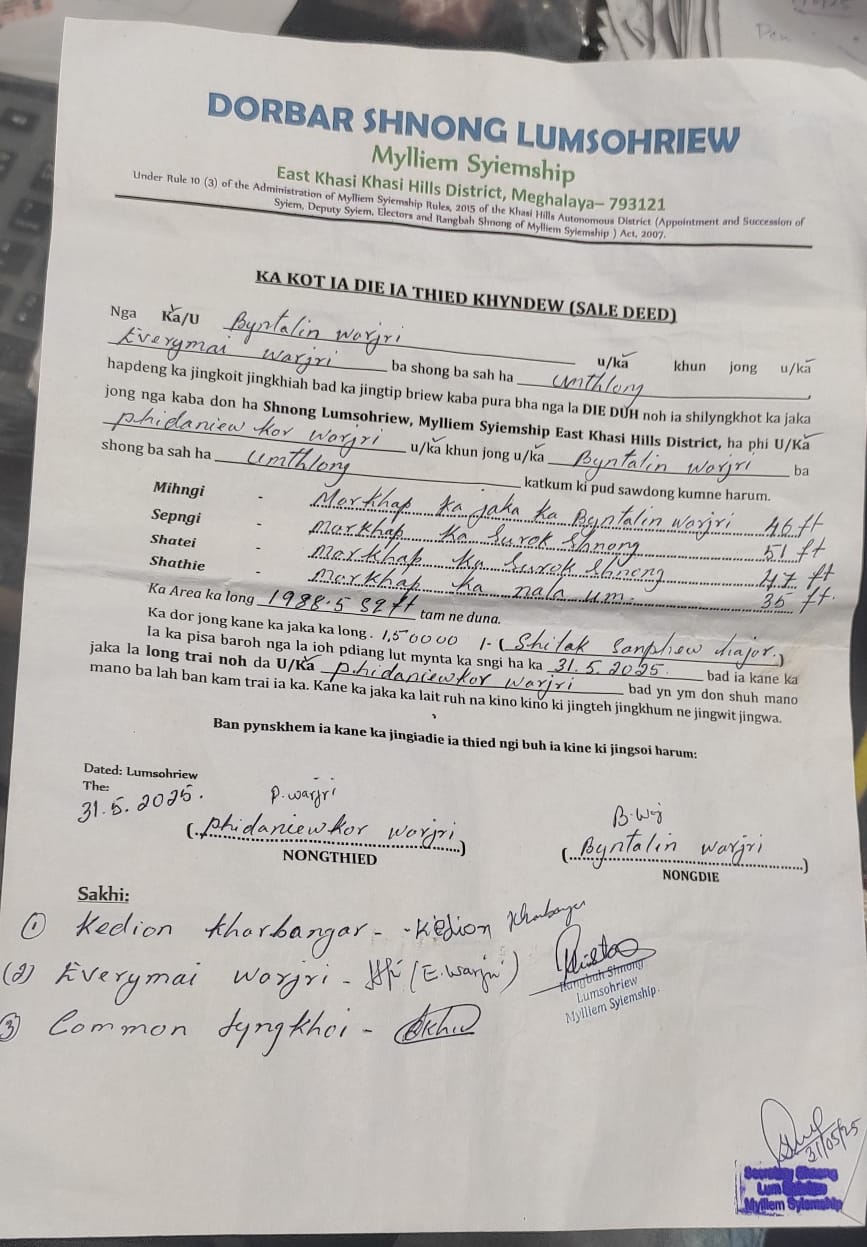 DORBAR SHNONG LUMSOHRIEW
Mylliem Syiemship
East Khasi Khasi Hills District, Meghalaya– 793121
Under Rule 10 (3) of the Administration of Mylliem Syiemship Rules, 2015 of the Khasi Hills Autonomous District (Appointment and Succession of
Syiem, Deputy Syiem, Electors and Rangbah Shnong of Mylliem Syiemship ) Act, 2007.
KA KOT IA DIE IA THIED KHYNDEW (SALE DEED)
Nga Ka/U Byntalin warjri u/ka khun jong u/ka
Everymai warjri ba shong ba sah ha umthlong,
hapdeng ka jingkoit jingkhiah bad ka jingtip briew kaba pura bha nga la DIE DUH noh ia shilyngkhot ka jaka
jong nga kaba don ha Shnong Lumsohriew, Mylliem Syiemship East Khasi Hills District, ha phi U/Ka
phidaniew kor worjri u/ka khun jong u/ka Byntalin worjri ba
shong ba sah ha umthlong katkum ki pud sawdong kumne harum.
Mihngi - Markhap ka jaka ka Byntalin warjri 46 ft
Sepngi - markhap ka surok shnong 51 ft
Shatei - markhap ka surok shnong 47 ft
Shathie - markhap ka nala um. 35 ft.
Ka Area ka long 1988.5 sqft tam ne duna.
Ka dor jong kane ka jaka ka long . 1,50000 /- (Shilak sanphew hajar.)
Ia ka pisa baroh nga la ioh pdiang lut mynta ka sngi ha ka 31.5.2025. bad ia kane ka
jaka la long trai noh da U/Ka phidaniewkor worjri bad yn ym don shuh mano
mano ba lah ban kam trai ia ka. Kane ka jaka ka lait ruh na kino kino ki jingteh jingkhum ne jingwit jingwa.
Ban pynskhem ia kane ka jingiadie ia thied ngi buh ia kine ki jingsoi harum:
Dated: Lumsohriew
The:
31.5.2025.
P. warjri
(phidaniewkor worjri)
NONGTHIED
B. Wj
(Byntalin warjri)
NONGDIE
Sakhi:
① Kedion kharbangar - Kedion Kharbangar
(2) Everymai worjri - (E. Warjri)
③ Common Syngkhoi -
Rangbah Shnong
Lumsohriew
Mylliem Syiemship.
31/05/25
Secretary Shnong
Lum
Mylliem Syiemship